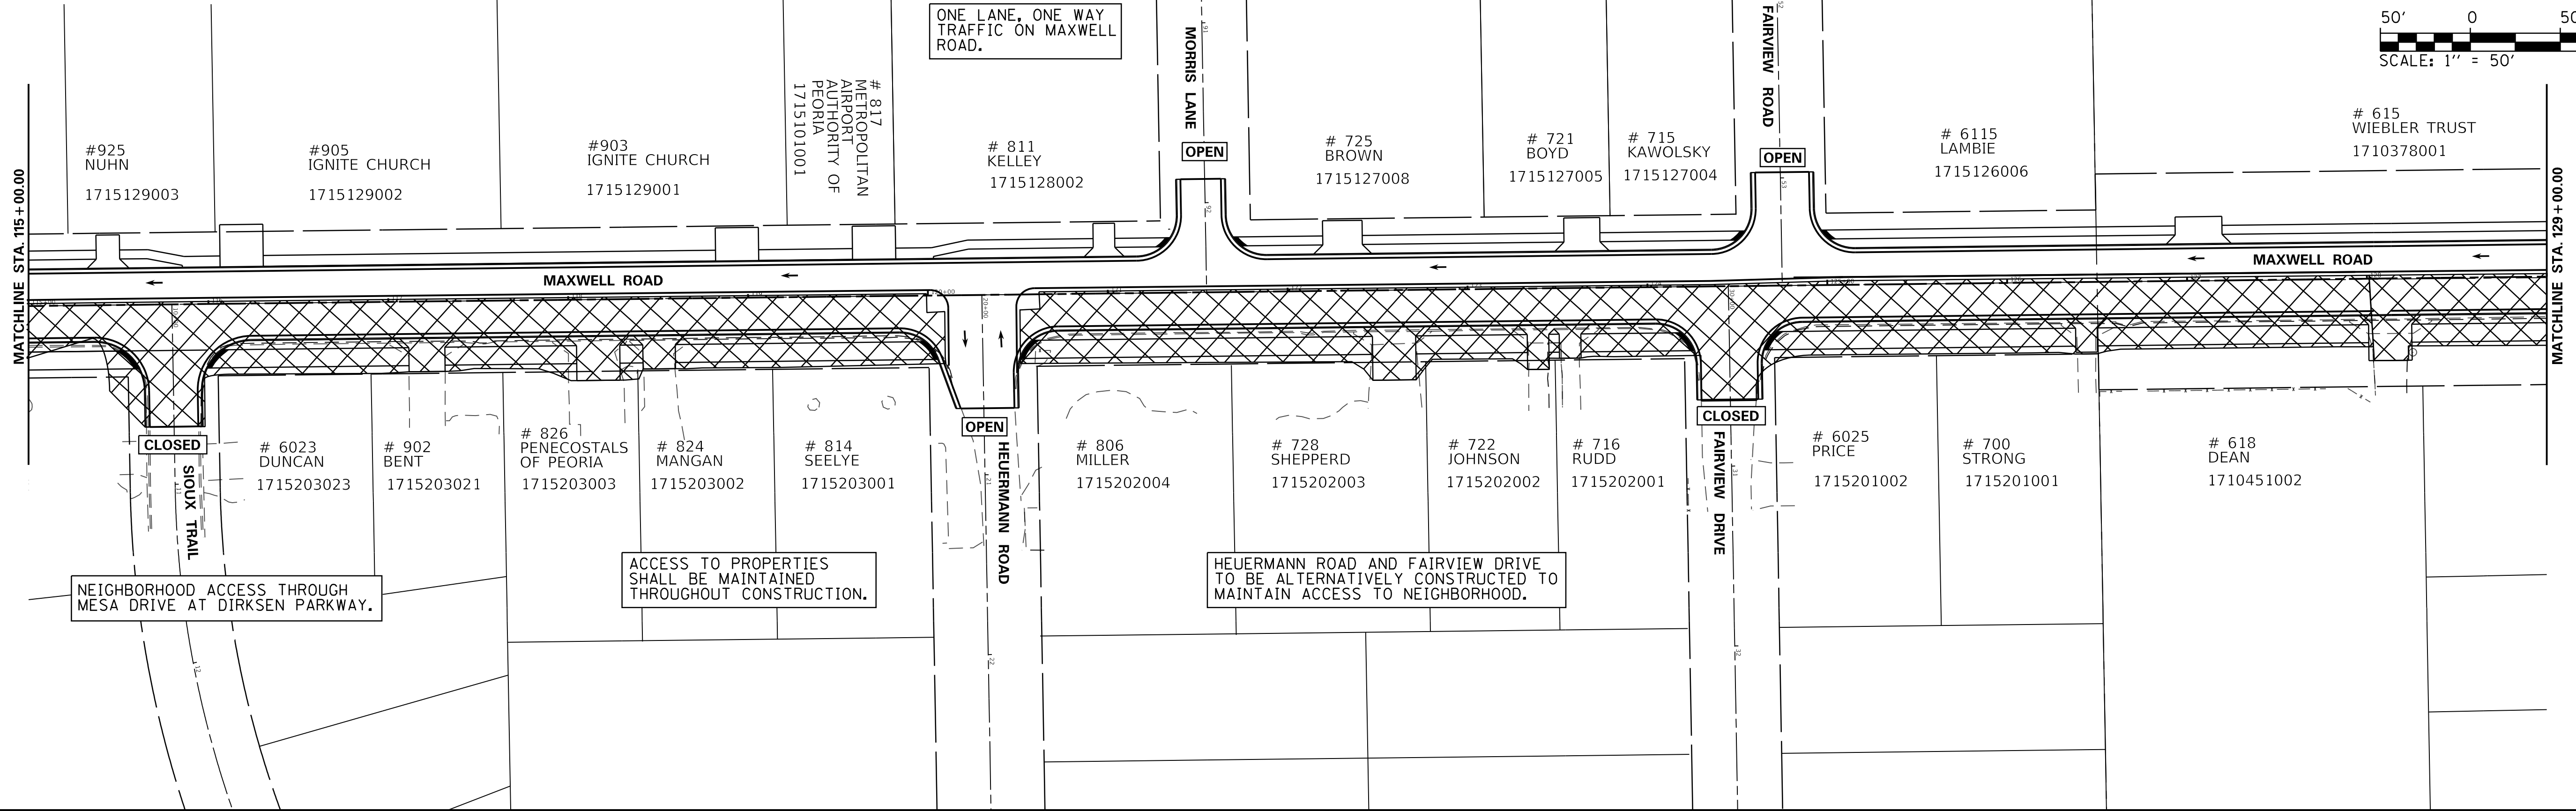 ONE LANE, ONE WAY
TRAFFIC ON MAXWELL
ROAD.
MORRIS LANE
FAIRVIEW ROAD
50' 0 50
SCALE: 1" = 50'
MATCHLINE STA. 115+00.00
#925
NUHN
1715129003
#905
IGNITE CHURCH
1715129002
#903
IGNITE CHURCH
1715129001
# 817
METROPOLITAN
AIRPORT
AUTHORITY OF
PEORIA
1715101001
# 811
KELLEY
1715128002
OPEN
# 725
BROWN
1715127008
# 721
BOYD
1715127005
# 715
KAWOLSKY
1715127004
OPEN
# 6115
LAMBIE
1715126006
# 615
WIEBLER TRUST
1710378001
MATCHLINE STA. 129+00.00
MAXWELL ROAD
MAXWELL ROAD
CLOSED
SIOUX TRAIL
# 6023
DUNCAN
1715203023
# 902
BENT
1715203021
# 826
PENECOSTALS
OF PEORIA
1715203003
# 824
MANGAN
1715203002
# 814
SEELYE
1715203001
OPEN
HEUERMANN ROAD
# 806
MILLER
1715202004
# 728
SHEPPERD
1715202003
# 722
JOHNSON
1715202002
# 716
RUDD
1715202001
CLOSED
FAIRVIEW DRIVE
# 6025
PRICE
1715201002
# 700
STRONG
1715201001
# 618
DEAN
1710451002
NEIGHBORHOOD ACCESS THROUGH
MESA DRIVE AT DIRKSEN PARKWAY.
ACCESS TO PROPERTIES
SHALL BE MAINTAINED
THROUGHOUT CONSTRUCTION.
HEUERMANN ROAD AND FAIRVIEW DRIVE
TO BE ALTERNATIVELY CONSTRUCTED TO
MAINTAIN ACCESS TO NEIGHBORHOOD.